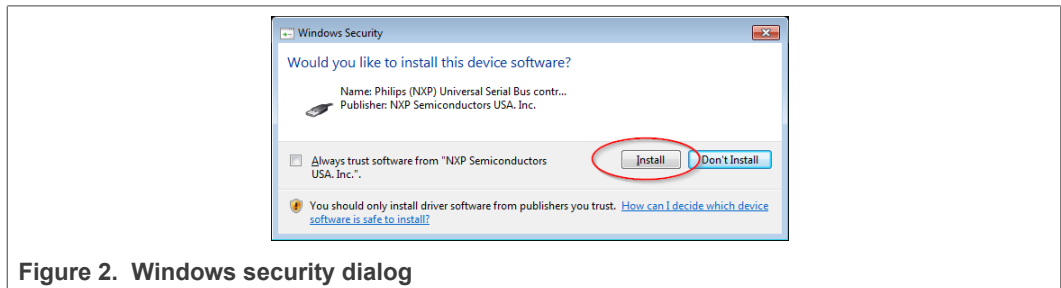 Windows Security
Would you like to install this device software?
Name: Philips (NXP) Universal Serial Bus contr...
Publisher: NXP Semiconductors USA. Inc.
Always trust software from "NXP Semiconductors
USA. Inc.".
Install
Don't Install
You should only install driver software from publishers you trust. How can I decide which device
software is safe to install?
Figure 2. Windows security dialog